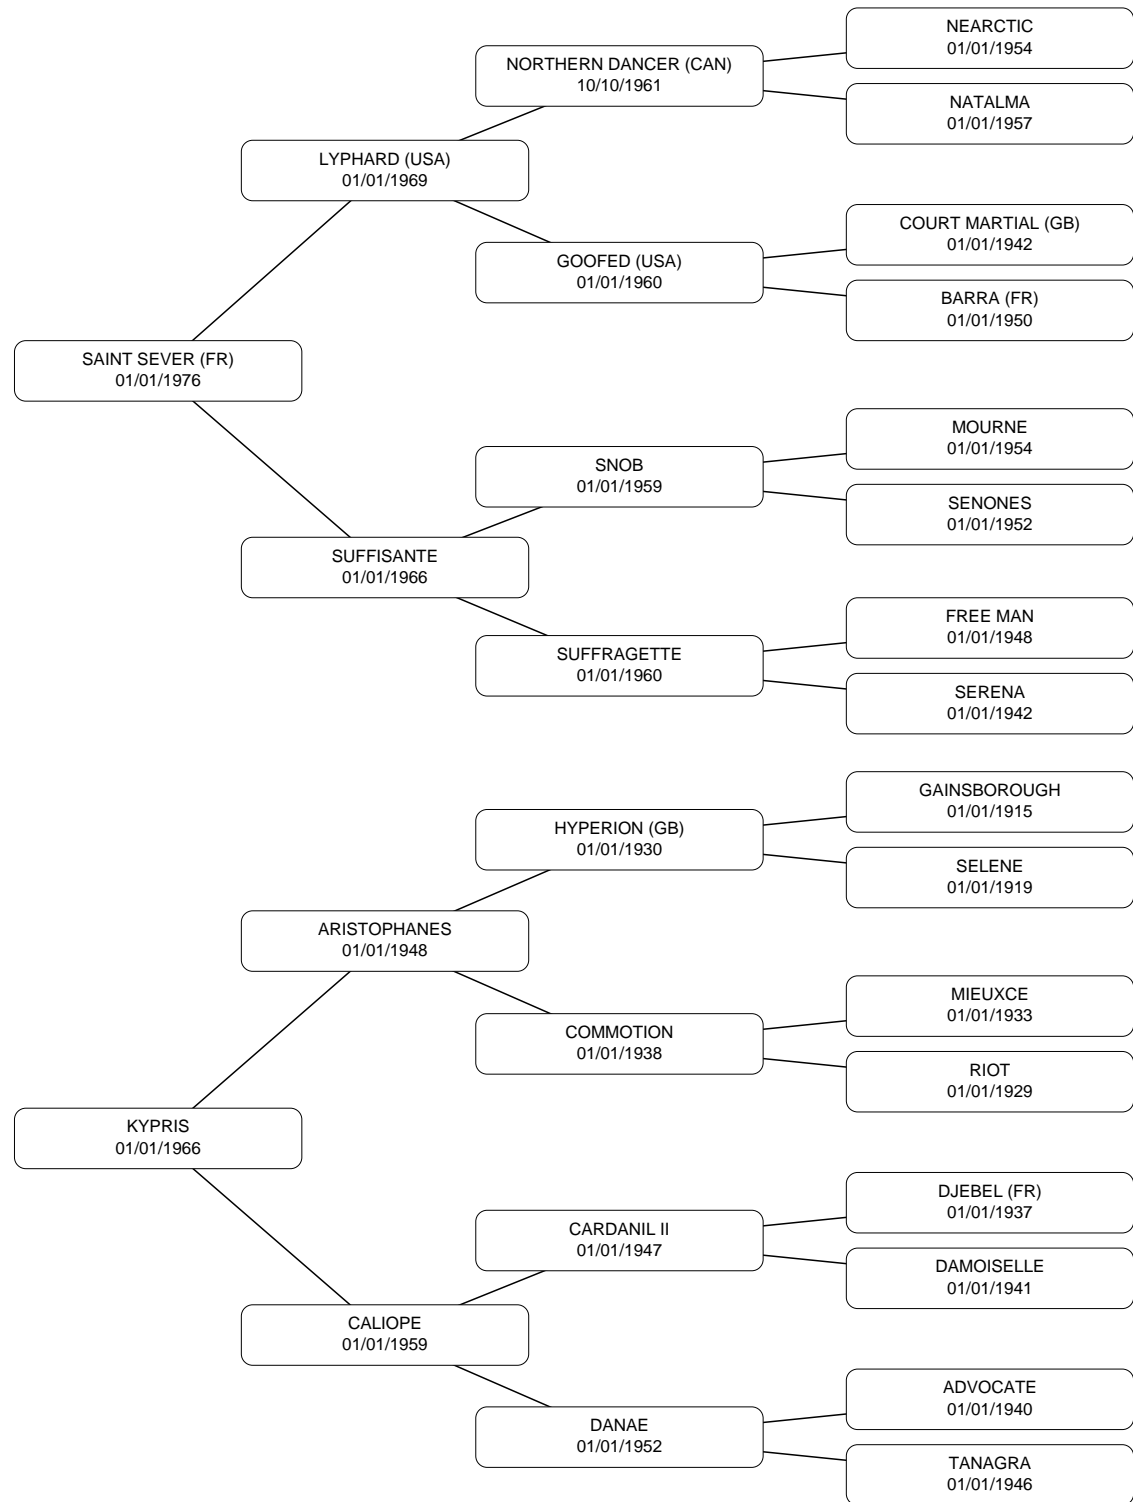 NEARCTIC
01/01/1954
NORTHERN DANCER (CAN)
10/10/1961
NATALMA
01/01/1957
LYPHARD (USA)
01/01/1969
COURT MARTIAL (GB)
01/01/1942
GOOFED (USA)
01/01/1960
BARRA (FR)
01/01/1950
SAINT SEVER (FR)
01/01/1976
MOURNE
01/01/1954
SNOB
01/01/1959
SENONES
01/01/1952
SUFFISANTE
01/01/1966
FREE MAN
01/01/1948
SUFFRAGETTE
01/01/1960
SERENA
01/01/1942
GAINSBOROUGH
01/01/1915
HYPERION (GB)
01/01/1930
SELENE
01/01/1919
ARISTOPHANES
01/01/1948
MIEUXCE
01/01/1933
COMMOTION
01/01/1938
RIOT
01/01/1929
KYPRIS
01/01/1966
DJEBEL (FR)
01/01/1937
CARDANIL II
01/01/1947
DAMOISELLE
01/01/1941
CALIOPE
01/01/1959
ADVOCATE
01/01/1940
DANAE
01/01/1952
TANAGRA
01/01/1946